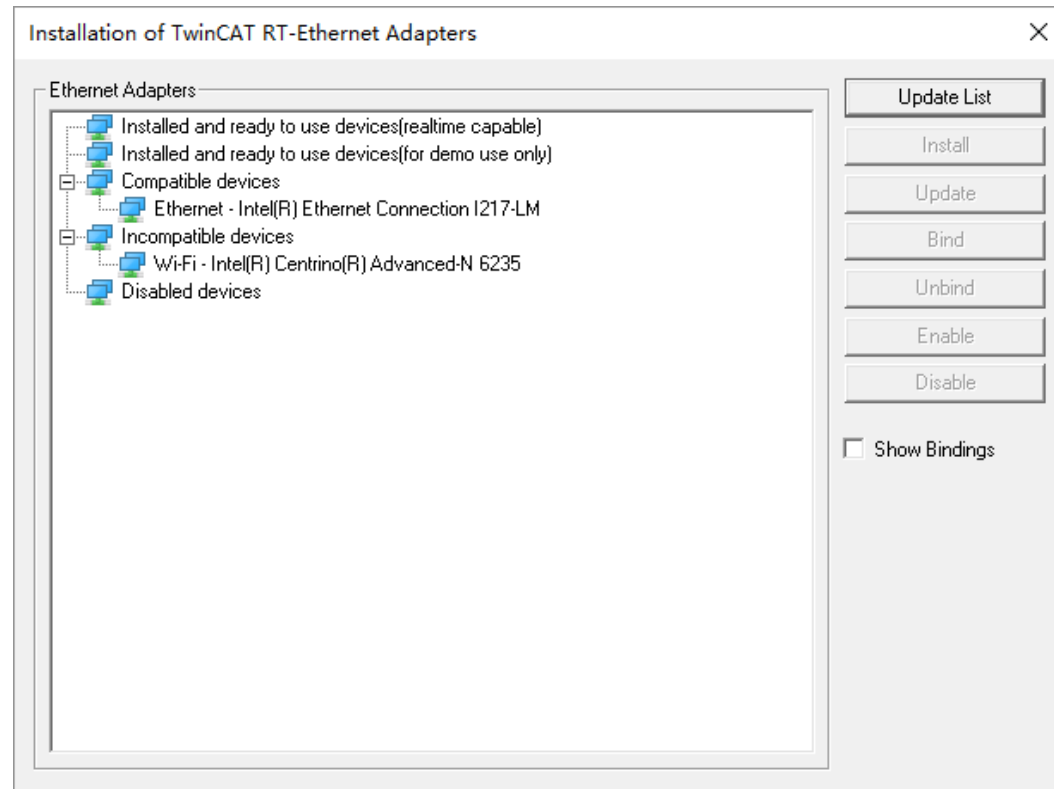 Installation of TwinCAT RT-Ethernet Adapters
Ethernet Adapters
Installed and ready to use devices(realtime capable)
Installed and ready to use devices(for demo use only)
Compatible devices
Ethernet - Intel(R) Ethernet Connection I217-LM
Incompatible devices
Wi-Fi - Intel(R) Centrino(R) Advanced-N 6235
Disabled devices
Update List
Install
Update
Bind
Unbind
Enable
Disable
Show Bindings